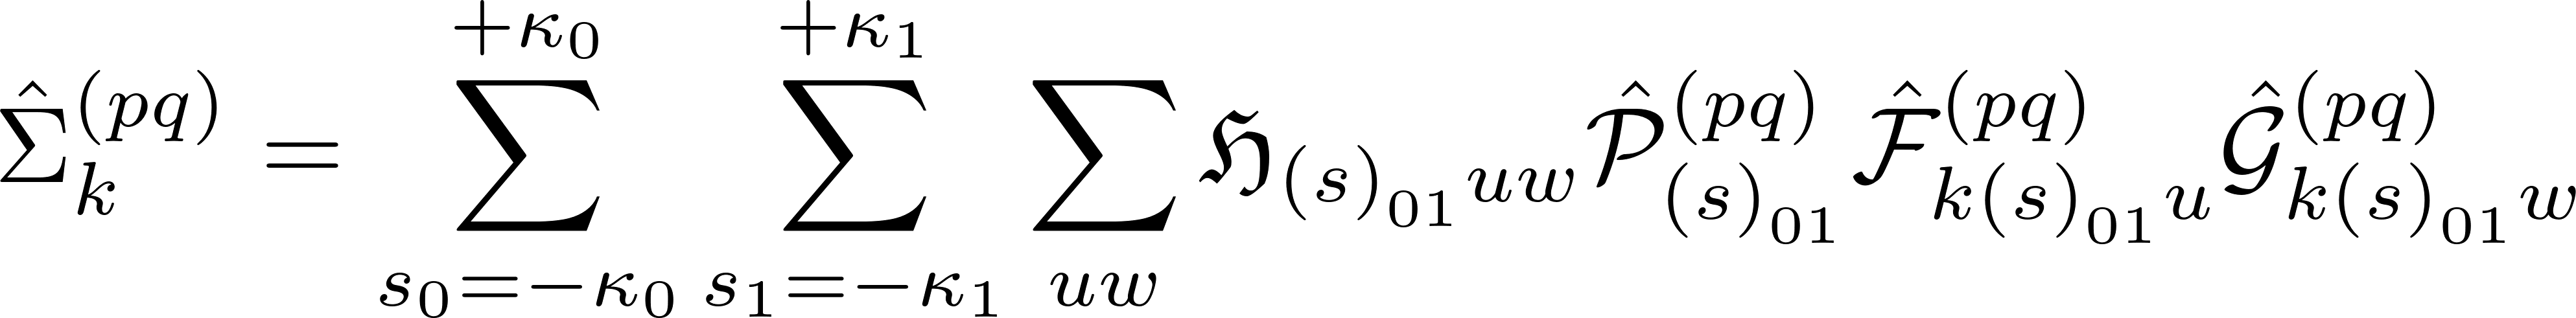 \hat{\Sigma}_{k}^{(pq)} = \sum_{s_0=-\kappa_0}^{+\kappa_0} \sum_{s_1=-\kappa_1}^{+\kappa_1} \sum_{uw} \mathfrak{H}_{(s)_{01}uw} \hat{\mathcal{P}}_{(s)_{01}}^{(pq)} \hat{\mathcal{F}}_{k(s)_{01}u}^{(pq)} \hat{\mathcal{G}}_{k(s)_{01}w}^{(pq)}